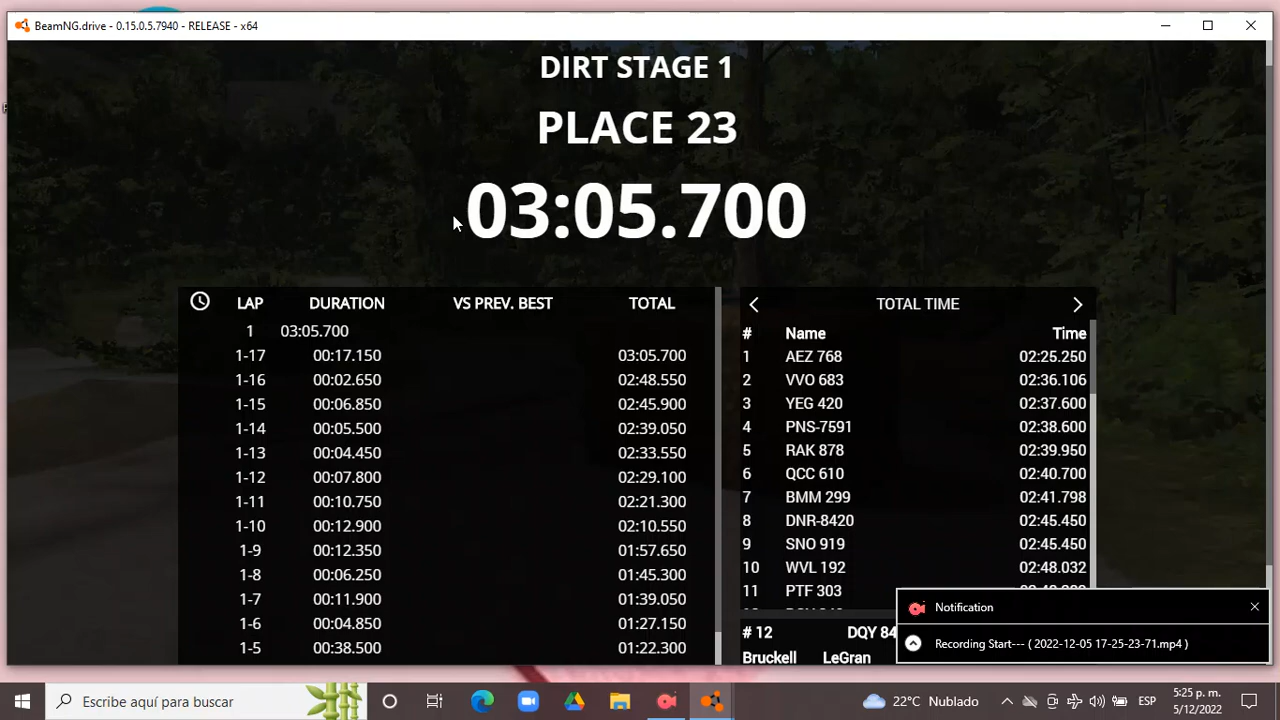 BeamNG.drive - 0.15.0.5.7940 - RELEASE - x64
DIRT STAGE 1
PLACE 23
03:05.700
LAP DURATION VS PREV. BEST TOTAL
1 03:05.700
1-17 00:17.150 03:05.700
1-16 00:02.650 02:48.550
1-15 00:06.850 02:45.900
1-14 00:05.500 02:39.050
1-13 00:04.450 02:33.550
1-12 00:07.800 02:29.100
1-11 00:10.750 02:21.300
1-10 00:12.900 02:10.550
1-9 00:12.350 01:57.650
1-8 00:06.250 01:45.300
1-7 00:11.900 01:39.050
1-6 00:04.850 01:27.150
1-5 00:38.500 01:22.300
TOTAL TIME
# Name Time
1 AEZ 768 02:25.250
2 VVO 683 02:36.106
3 YEG 420 02:37.600
4 PNS-7591 02:38.600
5 RAK 878 02:39.950
6 QCC 610 02:40.700
7 BMM 299 02:41.798
8 DNR-8420 02:45.450
9 SNO 919 02:45.450
10 WVL 192 02:48.032
11 PTF 303
# 12 DQY 84
Bruckell LeGran
Notification
Recording Start--- ( 2022-12-05 17-25-23-71.mp4 )
Escribe aquí para buscar
22°C Nublado
ESP
5:25 p. m.
5/12/2022